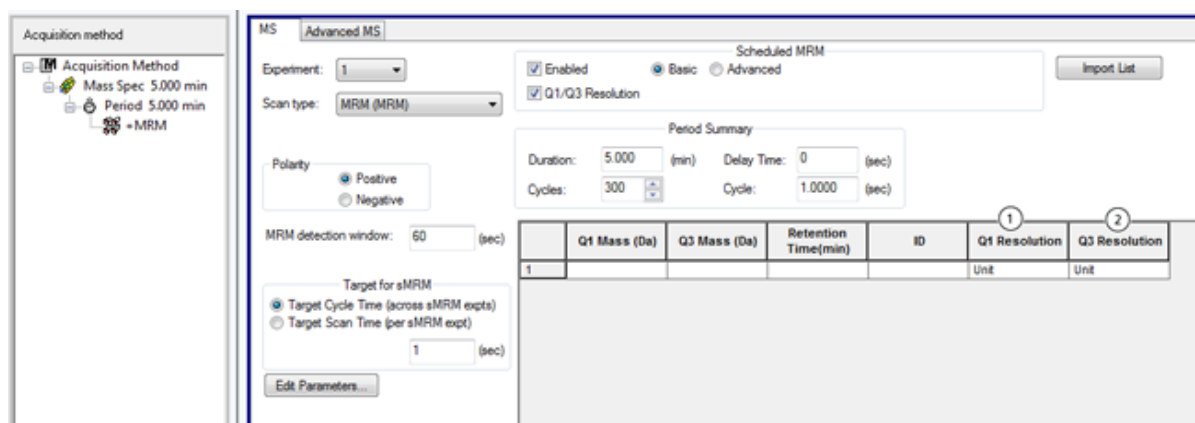 Acquisition method
Acquisition Method
Mass Spec 5.000 min
Period 5.000 min
+MRM
MS
Advanced MS
Experiment: 1
Scan type: MRM (MRM)
Scheduled MRM
Enabled
Basic
Advanced
Q1/Q3 Resolution
Import List
Period Summary
Duration: 5.000 (min) Delay Time: 0 (sec)
Cycles: 300 Cycle: 1.0000 (sec)
Polarity
Positive
Negative
MRM detection window: 60 (sec)
Target for sMRM
Target Cycle Time (across sMRM expts)
Target Scan Time (per sMRM expt)
1 (sec)
Edit Parameters...
1 2
Q1 Mass (Da) Q3 Mass (Da) Retention Time(min) ID Q1 Resolution Q3 Resolution
1 Unit Unit